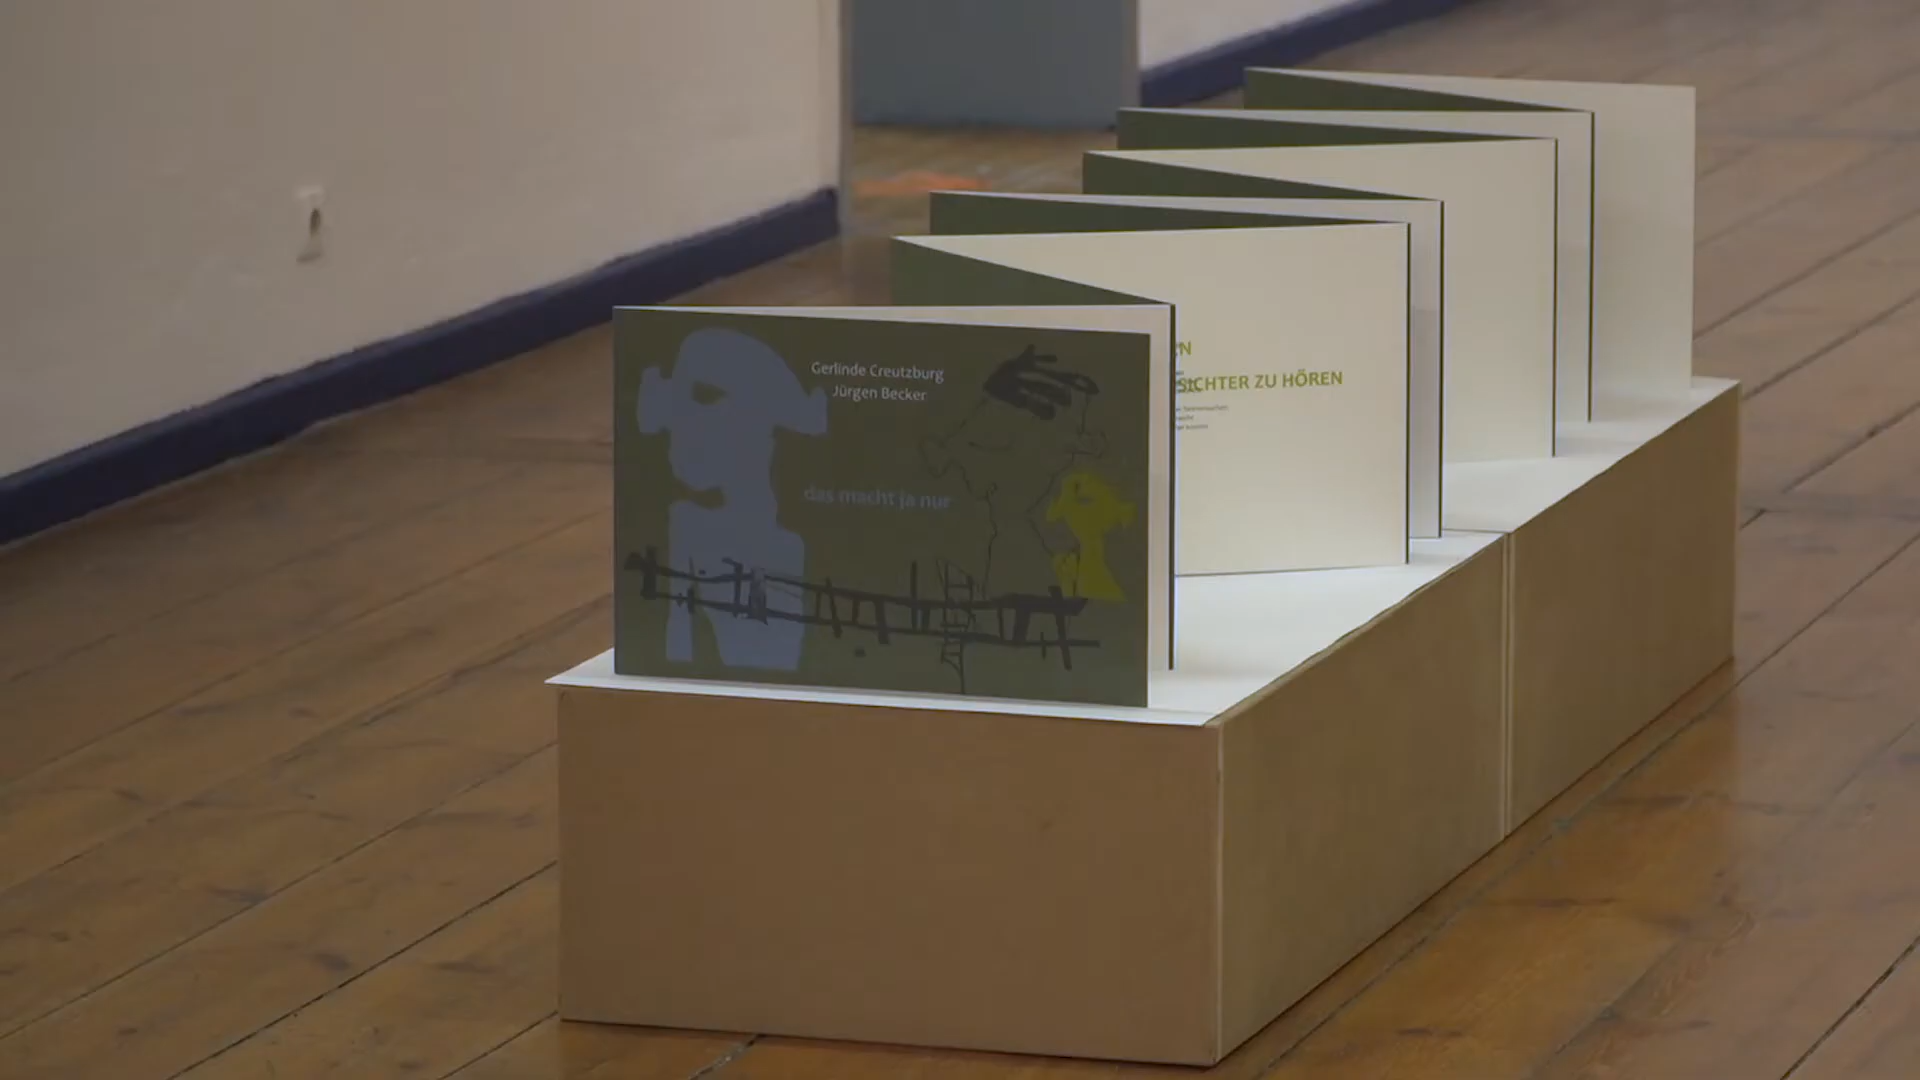 Gerlinde Creutzburg
Jürgen Becker
das macht ja nur
SICHTER ZU HÖREN